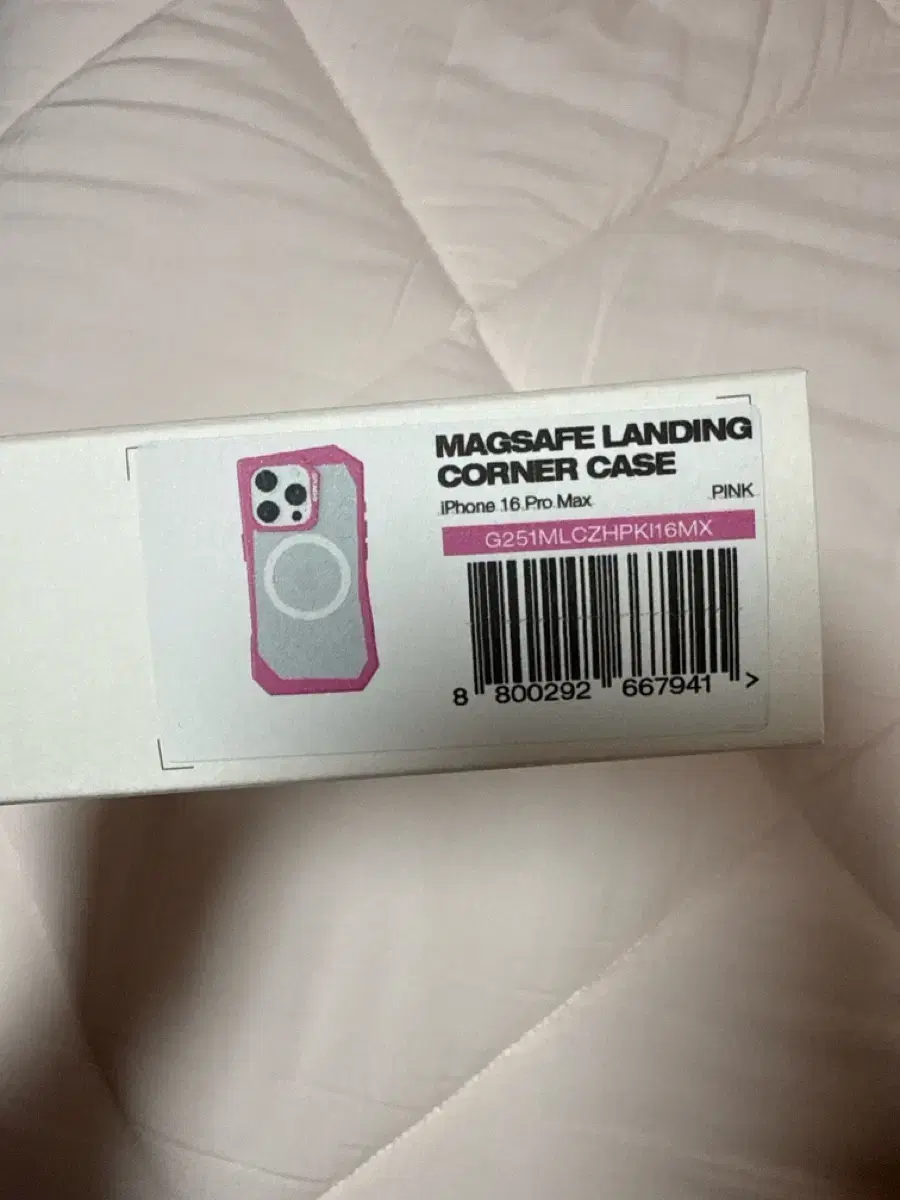 MAGSAFE LANDING
CORNER CASE
iPhone 16 Pro Max PINK
G251MLCZHPKI16MX
8 800292 667941 >